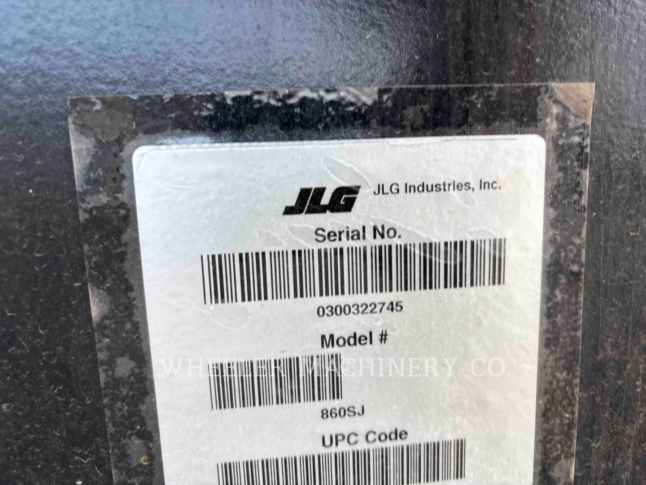 JLG JLG Industries, Inc.
Serial No.
0300322745
Model #
WHEELER MACHINERY CO
860SJ
UPC Code